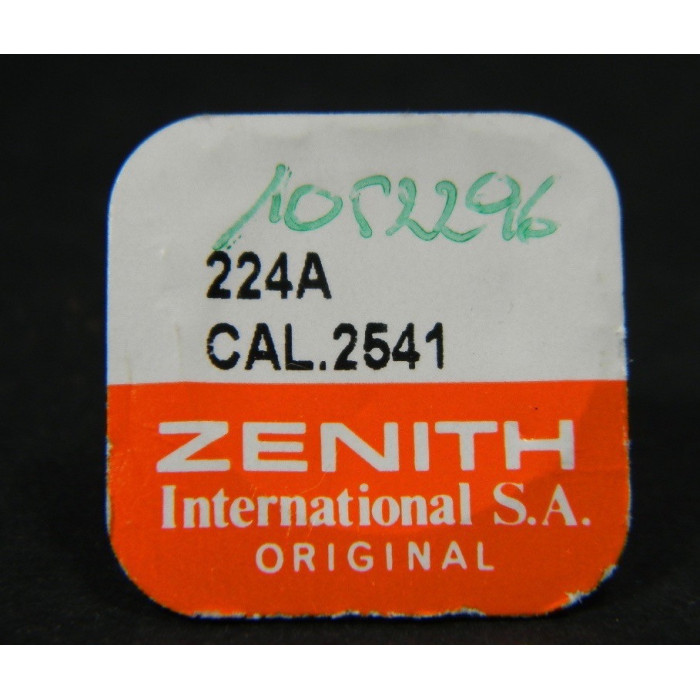 1052296
224A
CAL.2541
ZENITH
International S.A.
ORIGINAL